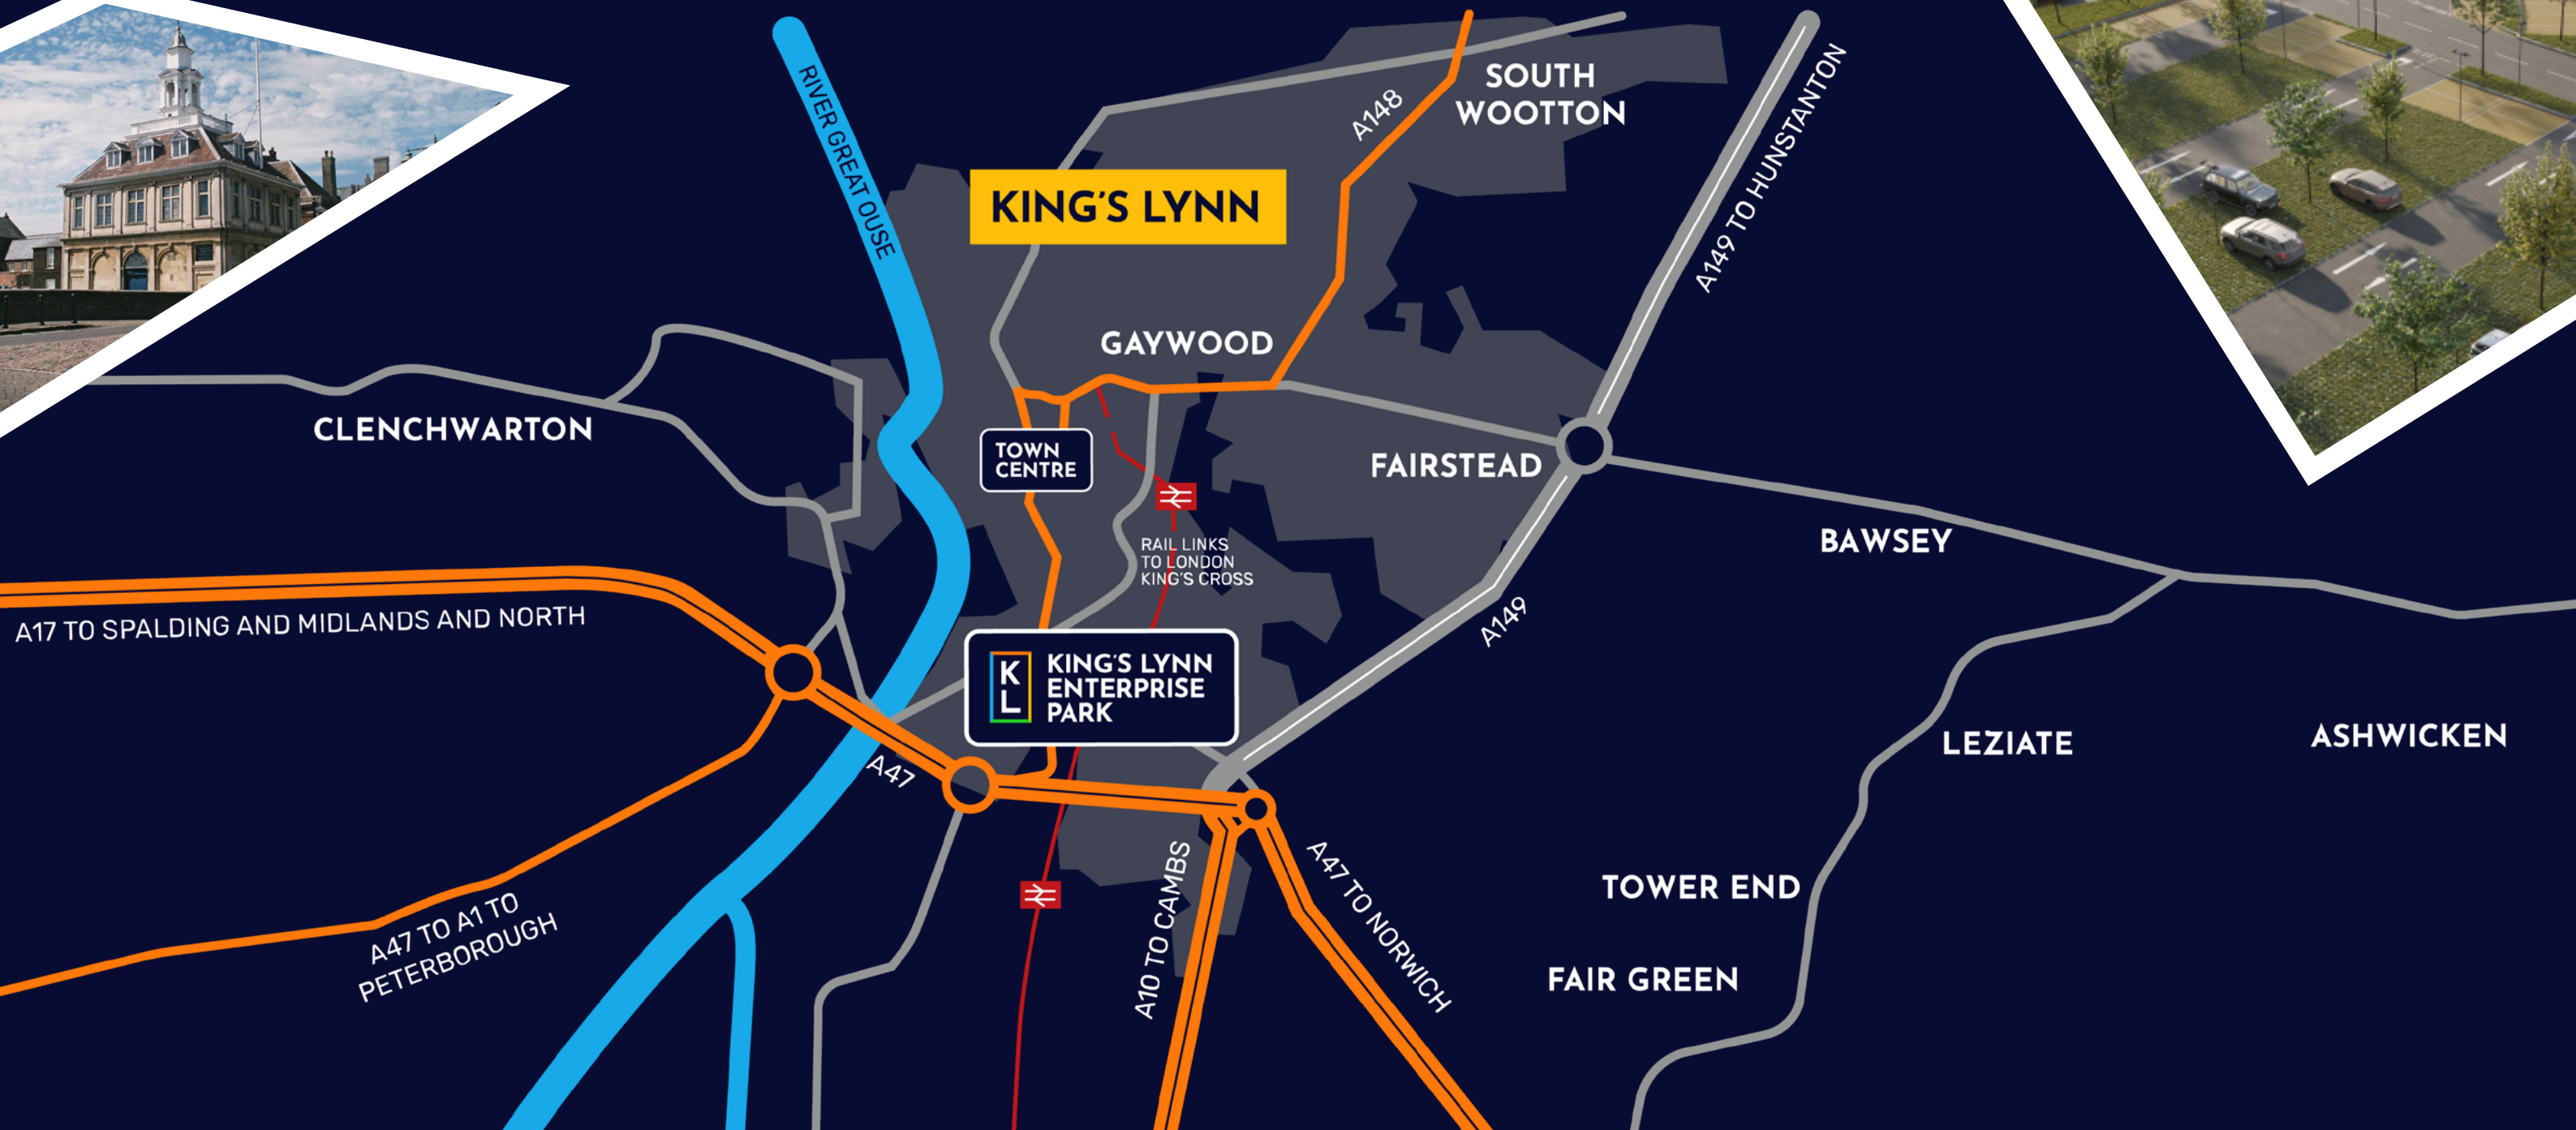 RIVER GREAT OUSE
SOUTH
WOOTTON
A148
A149 TO HUNSTANTON
KING'S LYNN
GAYWOOD
CLENCHWARTON
TOWN
CENTRE
FAIRSTEAD
BAWSEY
RAIL LINKS
TO LONDON
KING'S CROSS
A17 TO SPALDING AND MIDLANDS AND NORTH
A149
K
L
KING'S LYNN
ENTERPRISE
PARK
LEZIATE
ASHWICKEN
A47
A10 TO CAMBS
A47 TO NORWICH
TOWER END
A47 TO A1 TO
PETERBOROUGH
FAIR GREEN